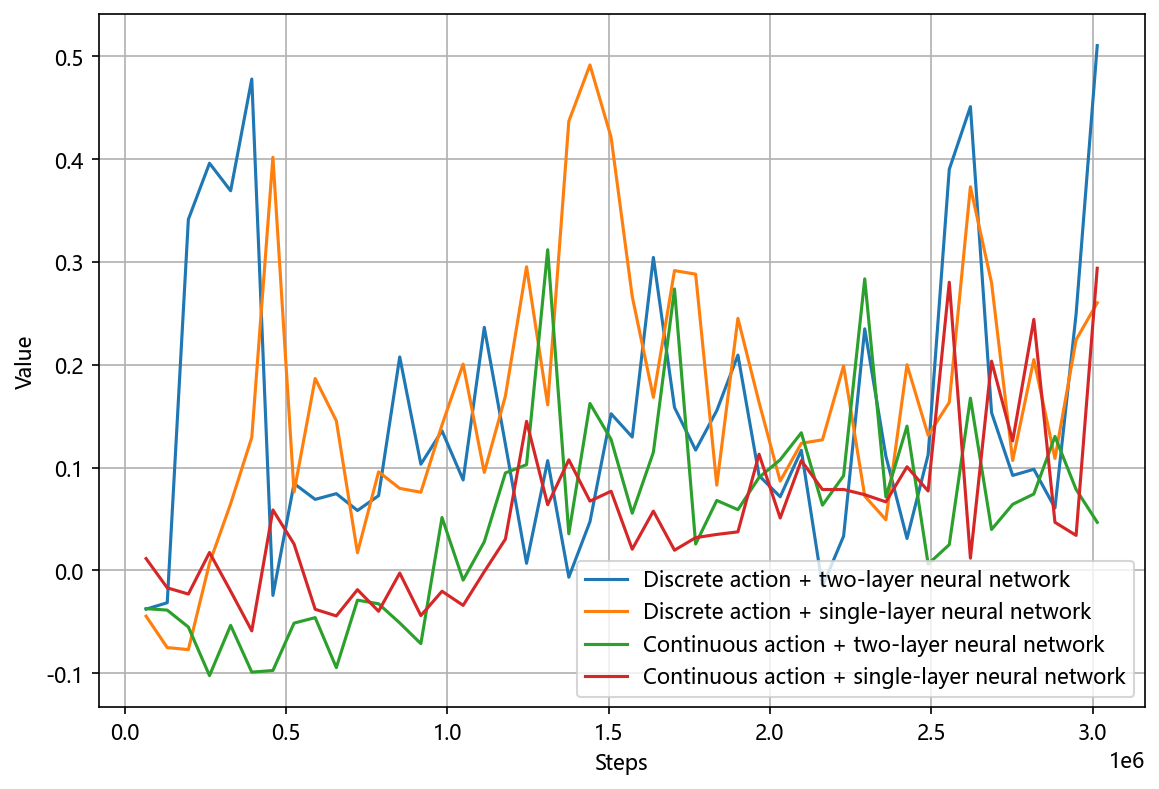 0.5
0.4
0.3
0.2
0.1
0.0
-0.1
Value
Discrete action + two-layer neural network
Discrete action + single-layer neural network
Continuous action + two-layer neural network
Continuous action + single-layer neural network
0.0 0.5 1.0 1.5 2.0 2.5 3.0
Steps
1e6